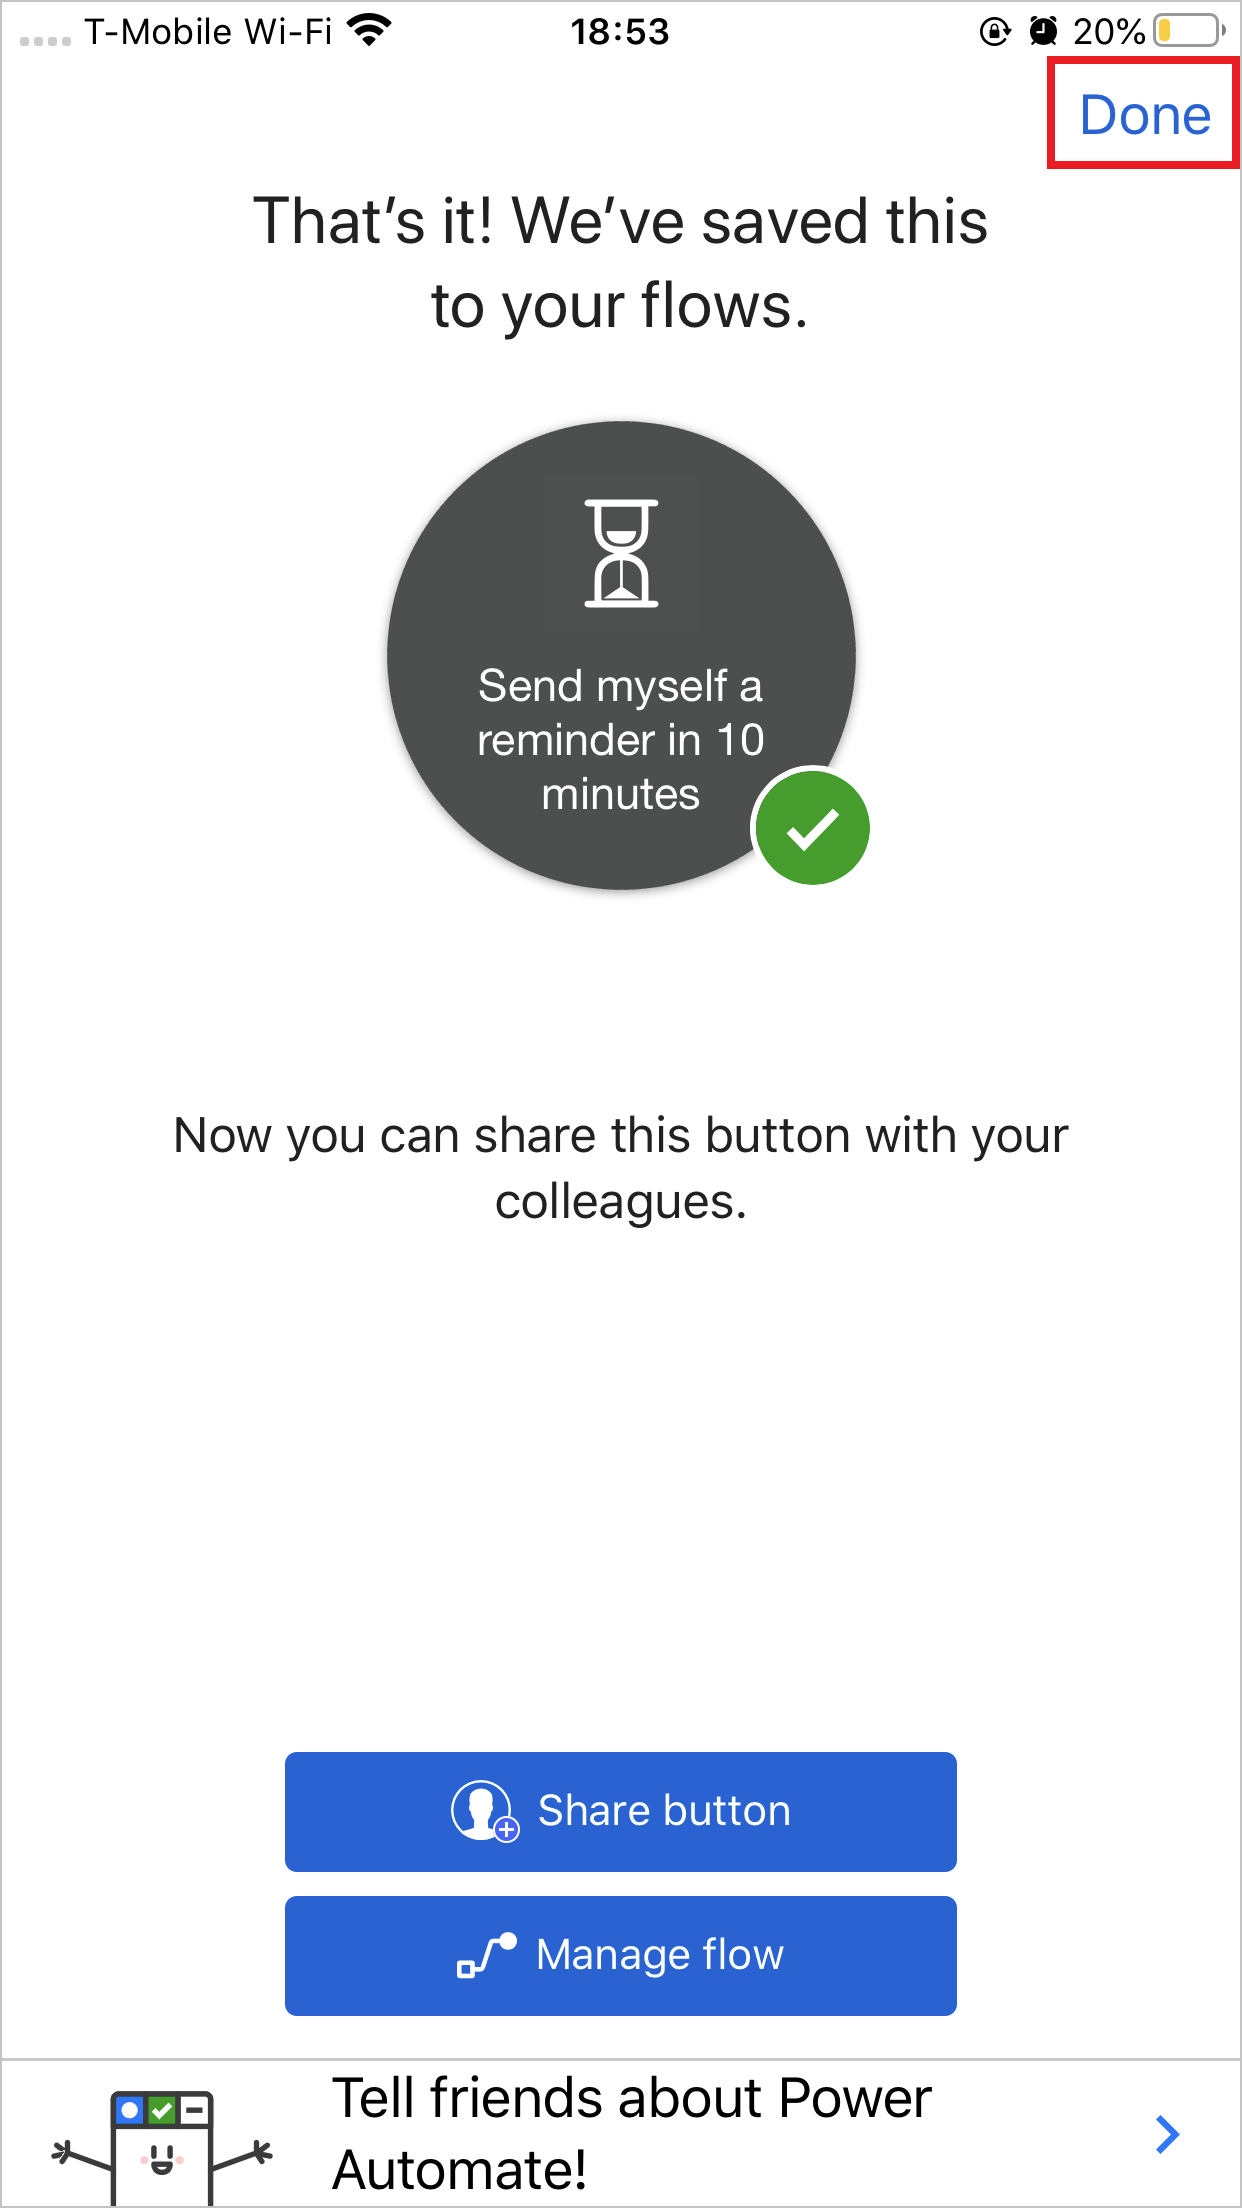 T-Mobile Wi-Fi 18:53 20%
Done
That’s it! We’ve saved this
to your flows.
Send myself a
reminder in 10
minutes
Now you can share this button with your
colleagues.
Share button
Manage flow
Tell friends about Power
Automate!